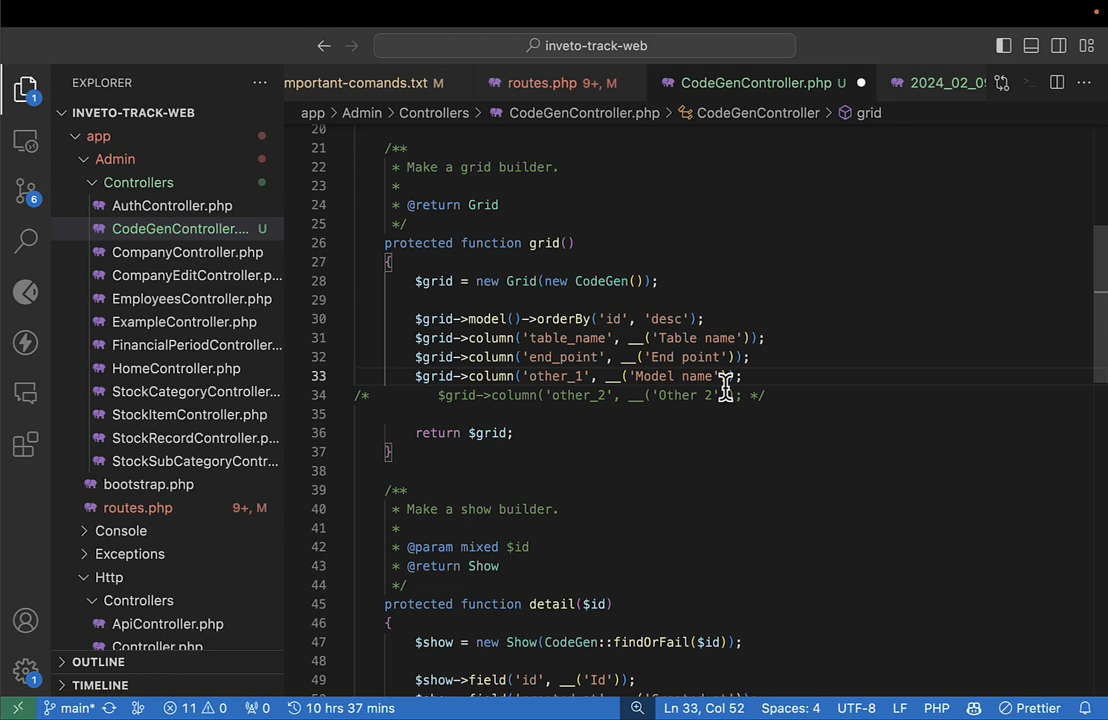 inveto-track-web
EXPLORER
mportant-comands.txt M
routes.php 9+, M
CodeGenController.php U
2024_02_09
INVETO-TRACK-WEB
app > Admin > Controllers > CodeGenController.php > CodeGenController > grid
app
Admin
Controllers
AuthController.php
CodeGenController.... U
CompanyController.php
CompanyEditController.p...
EmployeesController.php
ExampleController.php
FinancialPeriodController...
HomeController.php
StockCategoryController...
StockItemController.php
StockRecordController.p...
StockSubCategoryContr...
bootstrap.php
routes.php 9+, M
Console
Exceptions
Http
Controllers
ApiController.php
Controller.php
OUTLINE
TIMELINE
1
6
1
20
21 /**
22 * Make a grid builder.
23 *
24 * @return Grid
25 */
26 protected function grid()
27 {
28 $grid = new Grid(new CodeGen());
29
30 $grid->model()->orderBy('id', 'desc');
31 $grid->column('table_name', __('Table name'));
32 $grid->column('end_point', __('End point'));
33 $grid->column('other_1', __('Model name'));
34 /* $grid->column('other_2', __('Other 2')); */
35
36 return $grid;
37 }
38
39 /**
40 * Make a show builder.
41 *
42 * @param mixed $id
43 * @return Show
44 */
45 protected function detail($id)
46 {
47 $show = new Show(CodeGen::findOrFail($id));
48
49 $show->field('id', __('Id'));
main* 11 0 0 10 hrs 37 mins Ln 33, Col 52 Spaces: 4 UTF-8 LF PHP Prettier